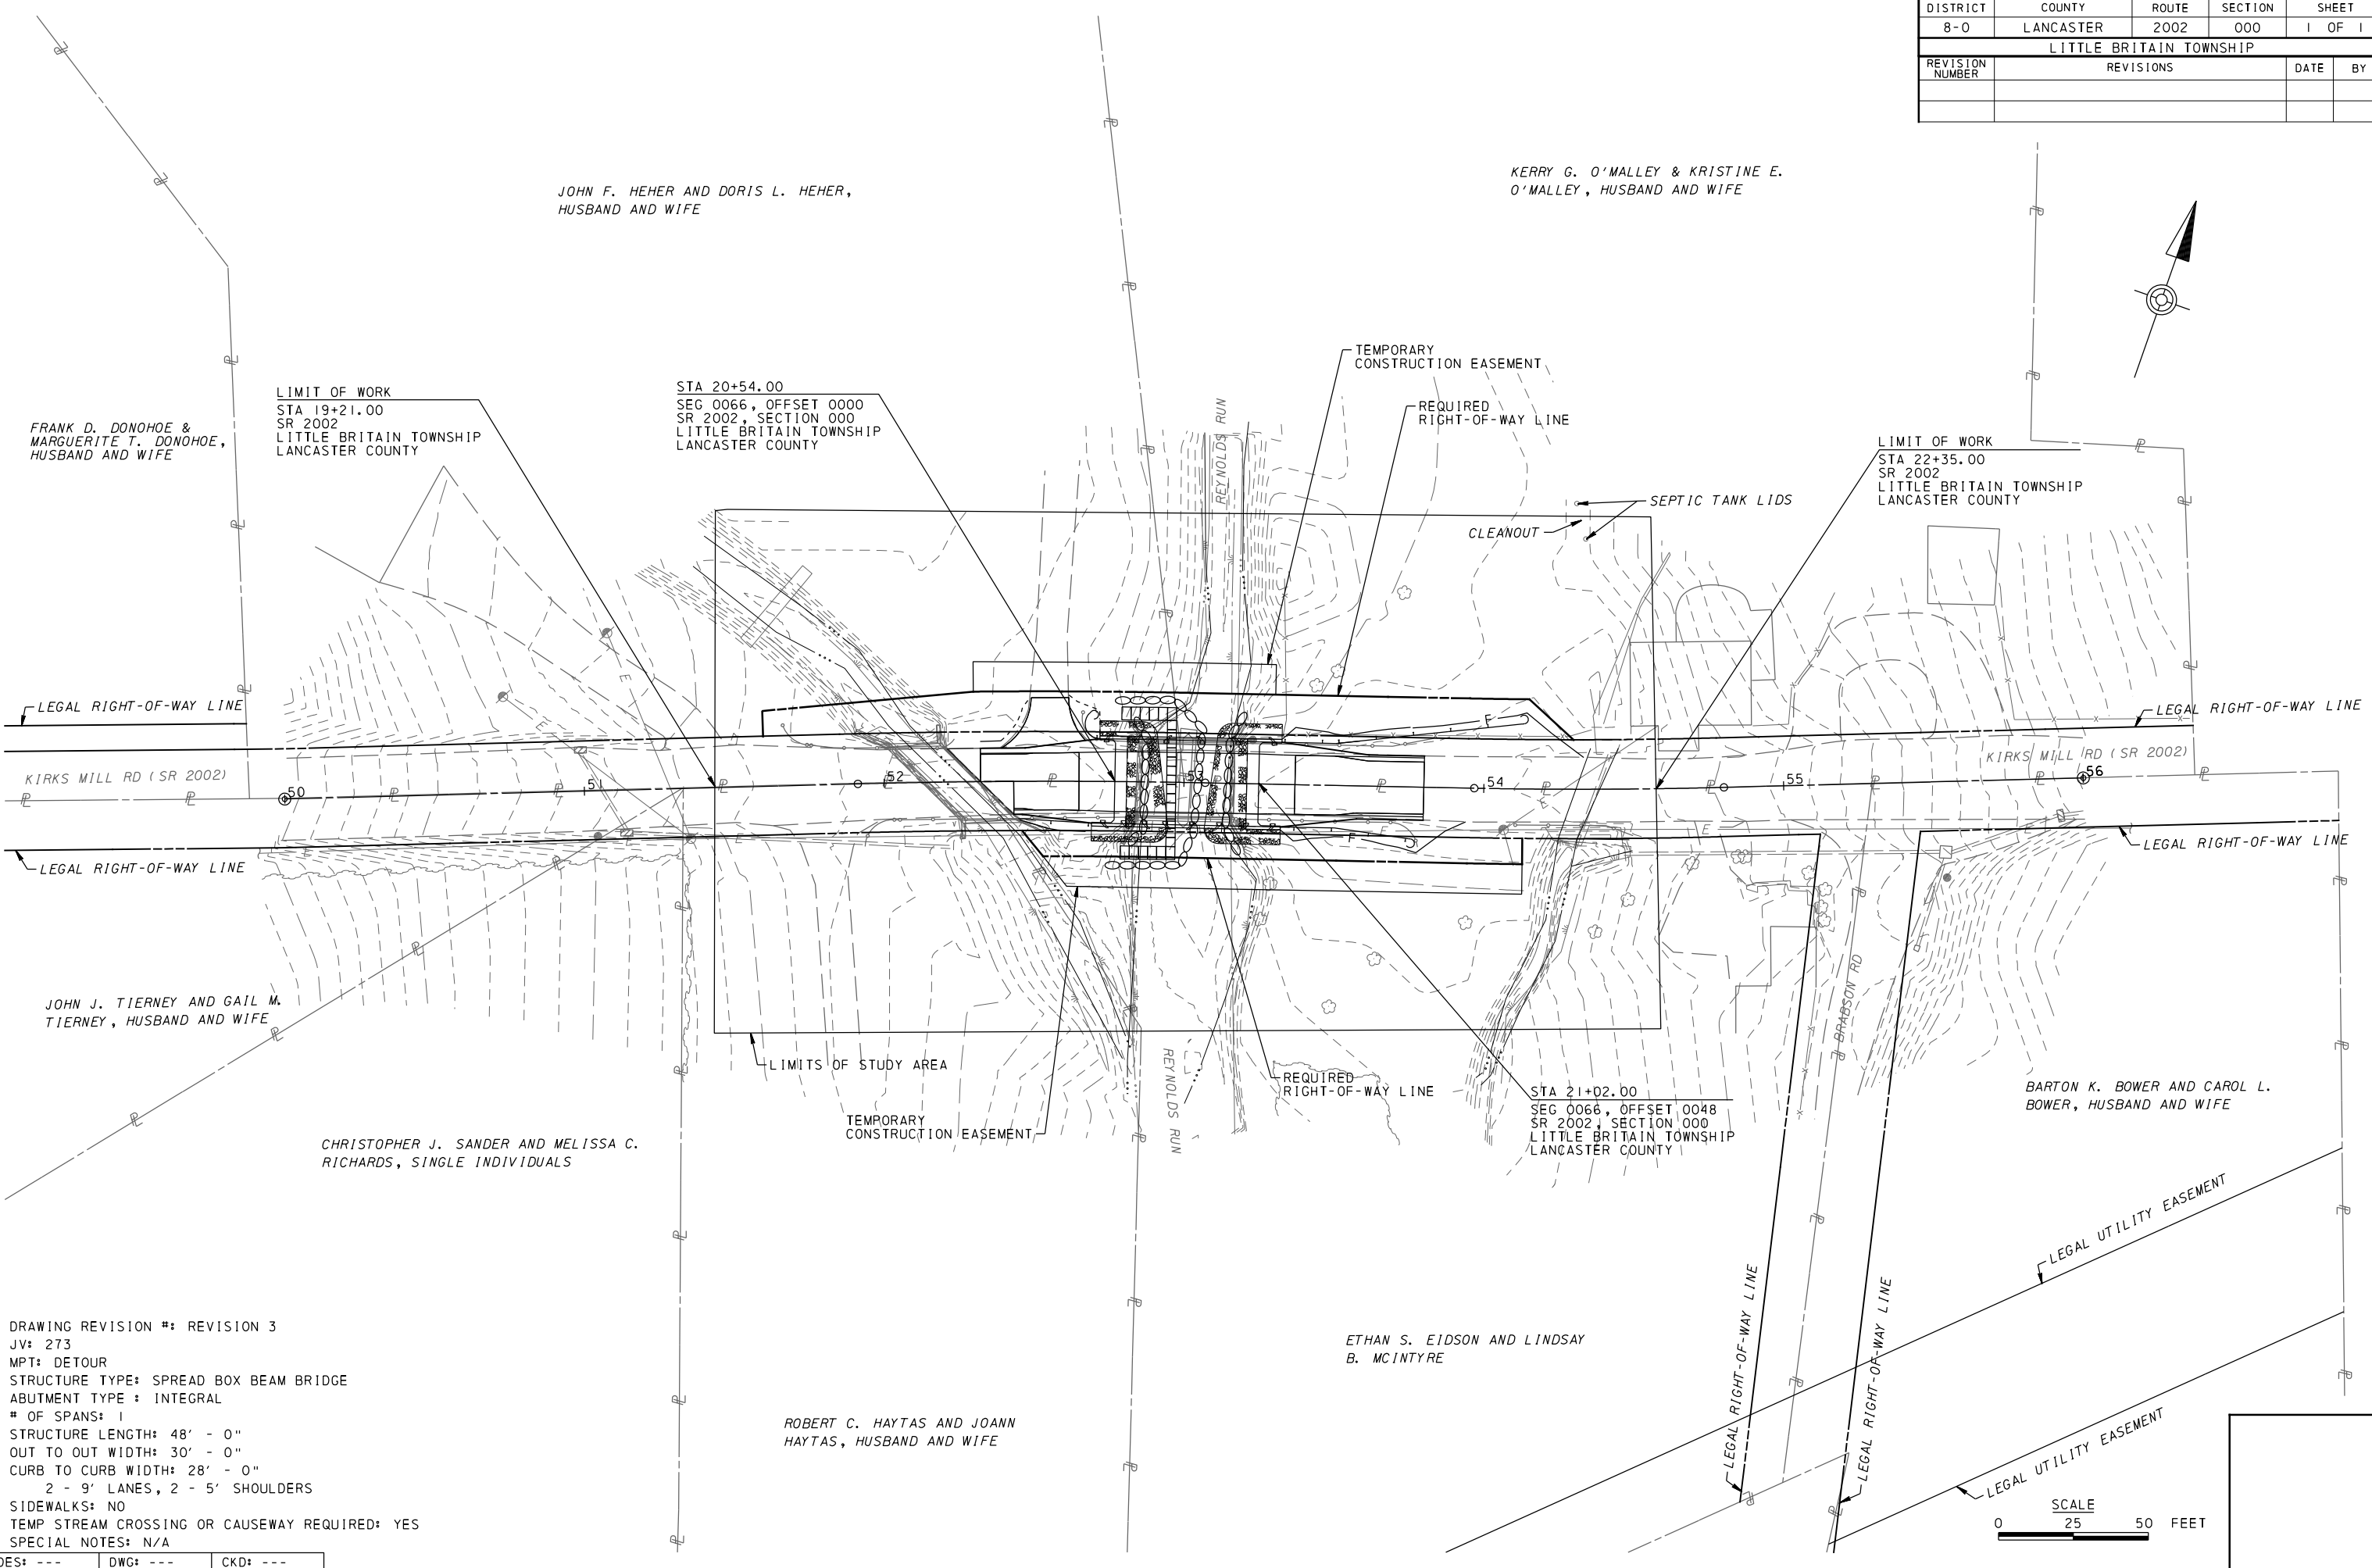 DISTRICT COUNTY ROUTE SECTION SHEET
8-0 LANCASTER 2002 000 1 OF 1
LITTLE BRITAIN TOWNSHIP
REVISION NUMBER REVISIONS DATE BY
JOHN F. HEHER AND DORIS L. HEHER,
HUSBAND AND WIFE
KERRY G. O'MALLEY & KRISTINE E.
O'MALLEY, HUSBAND AND WIFE
TEMPORARY
CONSTRUCTION EASEMENT
REQUIRED
RIGHT-OF-WAY LINE
LIMIT OF WORK
STA 19+21.00
SR 2002
LITTLE BRITAIN TOWNSHIP
LANCASTER COUNTY
STA 20+54.00
SEG 0066, OFFSET 0000
SR 2002, SECTION 000
LITTLE BRITAIN TOWNSHIP
LANCASTER COUNTY
FRANK D. DONOHOE &
MARGUERITE T. DONOHOE,
HUSBAND AND WIFE
REYNOLDS RUN
LIMIT OF WORK
STA 22+35.00
SR 2002
LITTLE BRITAIN TOWNSHIP
LANCASTER COUNTY
SEPTIC TANK LIDS
CLEANOUT
LEGAL RIGHT-OF-WAY LINE
LEGAL RIGHT-OF-WAY LINE
KIRKS MILL RD (SR 2002)
KIRKS MILL RD (SR 2002)
50
51
52
53
54
55
56
LEGAL RIGHT-OF-WAY LINE
LEGAL RIGHT-OF-WAY LINE
JOHN J. TIERNEY AND GAIL M.
TIERNEY, HUSBAND AND WIFE
BRABSON RD
LIMITS OF STUDY AREA
REYNOLDS RUN
REQUIRED
RIGHT-OF-WAY LINE
STA 21+02.00
SEG 0066, OFFSET 0048
SR 2002, SECTION 000
LITTLE BRITAIN TOWNSHIP
LANCASTER COUNTY
BARTON K. BOWER AND CAROL L.
BOWER, HUSBAND AND WIFE
TEMPORARY
CONSTRUCTION EASEMENT
CHRISTOPHER J. SANDER AND MELISSA C.
RICHARDS, SINGLE INDIVIDUALS
LEGAL UTILITY EASEMENT
LEGAL RIGHT-OF-WAY LINE
LEGAL RIGHT-OF-WAY LINE
ETHAN S. EIDSON AND LINDSAY
B. MCINTYRE
ROBERT C. HAYTAS AND JOANN
HAYTAS, HUSBAND AND WIFE
LEGAL UTILITY EASEMENT
SCALE
0 25 50 FEET
DRAWING REVISION #: REVISION 3
JV: 273
MPT: DETOUR
STRUCTURE TYPE: SPREAD BOX BEAM BRIDGE
ABUTMENT TYPE : INTEGRAL
# OF SPANS: 1
STRUCTURE LENGTH: 48' - 0"
OUT TO OUT WIDTH: 30' - 0"
CURB TO CURB WIDTH: 28' - 0"
2 - 9' LANES, 2 - 5' SHOULDERS
SIDEWALKS: NO
TEMP STREAM CROSSING OR CAUSEWAY REQUIRED: YES
SPECIAL NOTES: N/A
DES: --- DWG: --- CKD: ---